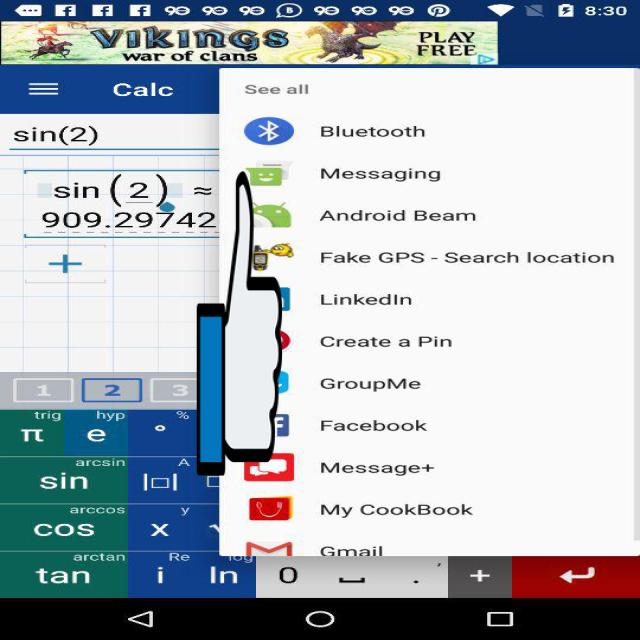 8:30
VIKINGS
war of clans
PLAY
FREE
Calc
See all
sin(2)
sin(2) ≈
909.29742
+
Bluetooth
Messaging
Android Beam
Fake GPS - Search location
LinkedIn
Create a Pin
GroupMe
Facebook
Message+
My CookBook
Gmail
1 2 3
trig hyp %
π e °
arcsin A
sin |□|
arccos y
cos x
arctan Re log
tan i ln 0 . ' +